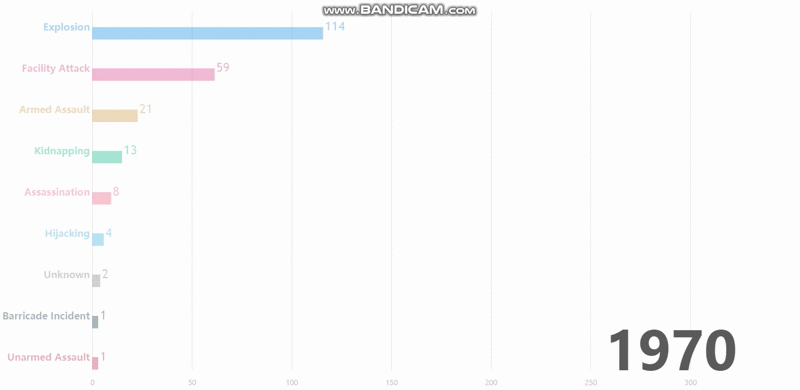 www.BANDICAM.com
Explosion 114
Facility Attack 59
Armed Assault 21
Kidnapping 13
Assassination 8
Hijacking 4
Unknown 2
Barricade Incident 1
Unarmed Assault 1
1970
0 50 100 150 200 250 300